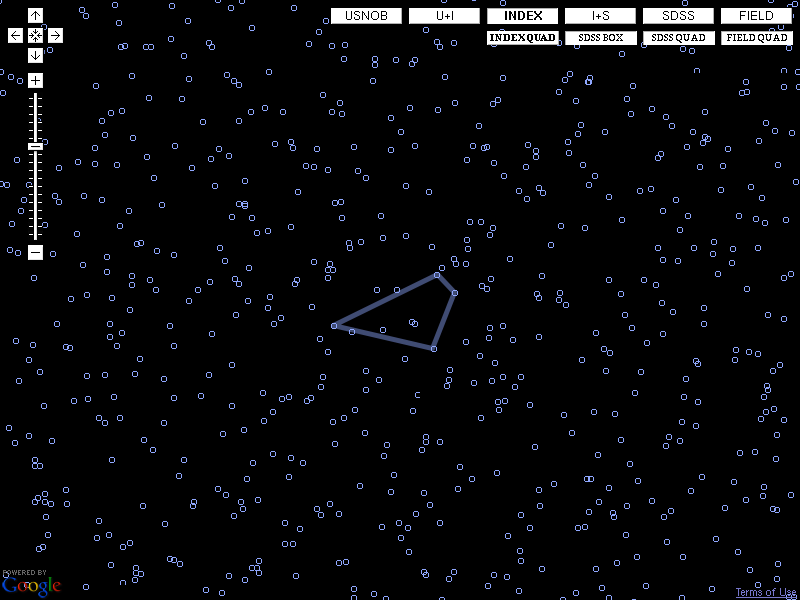 USNOB U+I INDEX I+S SDSS FIELD
INDEX QUAD SDSS BOX SDSS QUAD FIELD QUAD
POWERED BY
Google
Terms of Use